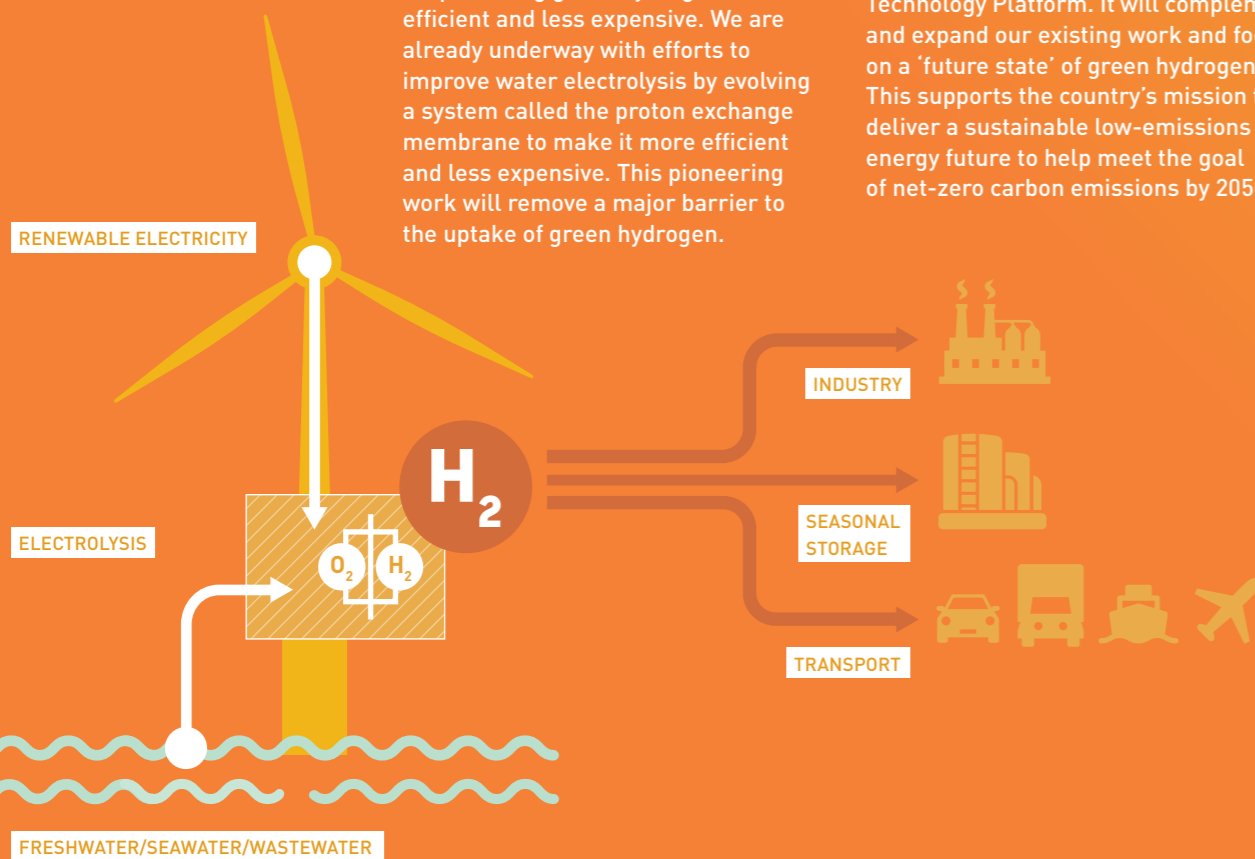 efficient and less expensive. We are
already underway with efforts to
improve water electrolysis by evolving
a system called the proton exchange
membrane to make it more efficient
and less expensive. This pioneering
work will remove a major barrier to
the uptake of green hydrogen.
Technology Platform. It will
and expand our existing work and
on a ‘future state’ of green hydrogen
This supports the country’s mission
deliver a sustainable low-emissions
energy future to help meet the goal
of net-zero carbon emissions by
RENEWABLE ELECTRICITY
INDUSTRY
H2
SEASONAL
STORAGE
ELECTROLYSIS
O2 H2
TRANSPORT
FRESHWATER/SEAWATER/WASTEWATER